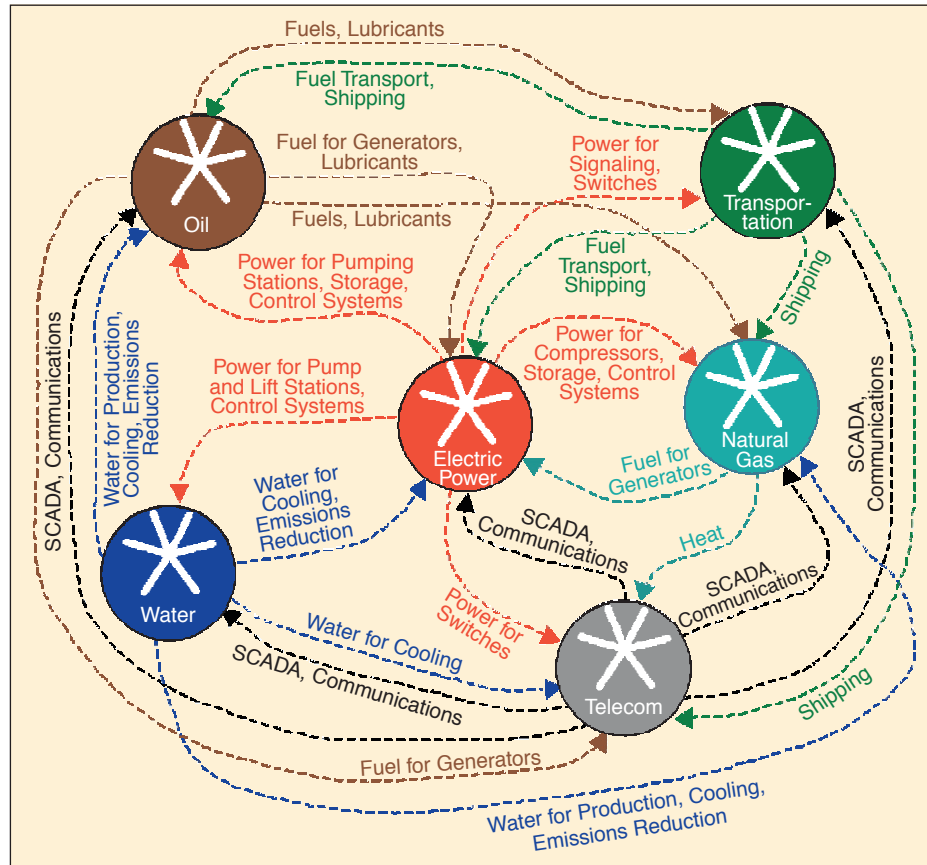 Fuels, Lubricants
Fuel Transport,
Shipping
Fuel for Generators,
Lubricants
Power for
Signaling,
Switches
Oil
Transpor-
tation
Fuels, Lubricants
Fuel
Transport,
Shipping
Shipping
Power for Pumping
Stations, Storage,
Control Systems
Power for
Compressors,
Storage, Control
Systems
Power for Pump
and Lift Stations,
Control Systems
SCADA, Communications
Water for Production,
Cooling, Emissions
Reduction
SCADA,
Communications
Electric
Power
Natural
Gas
Fuel for
Generators
Water for
Cooling,
Emissions
Reduction
SCADA,
Communications
Heat
SCADA,
Communications
Water
Power for
Switches
Water for Cooling
SCADA, Communications
Telecom
Shipping
Fuel for Generators
Water for Production, Cooling,
Emissions Reduction